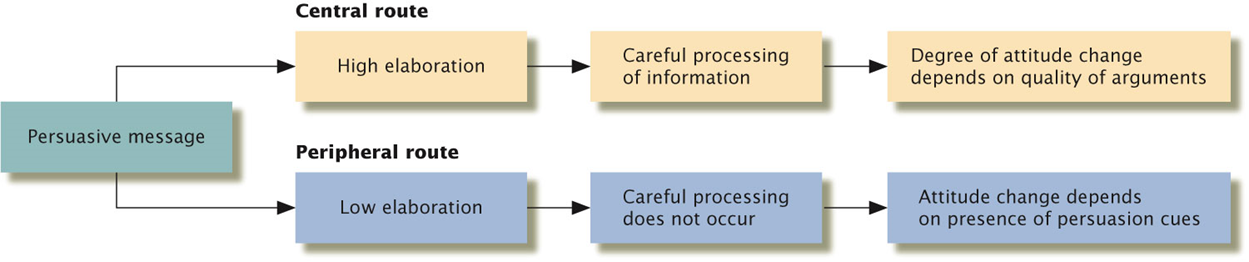 Central route
High elaboration
Careful processing
of information
Degree of attitude change
depends on quality of arguments
Persuasive message
Peripheral route
Low elaboration
Careful processing
does not occur
Attitude change depends
on presence of persuasion cues